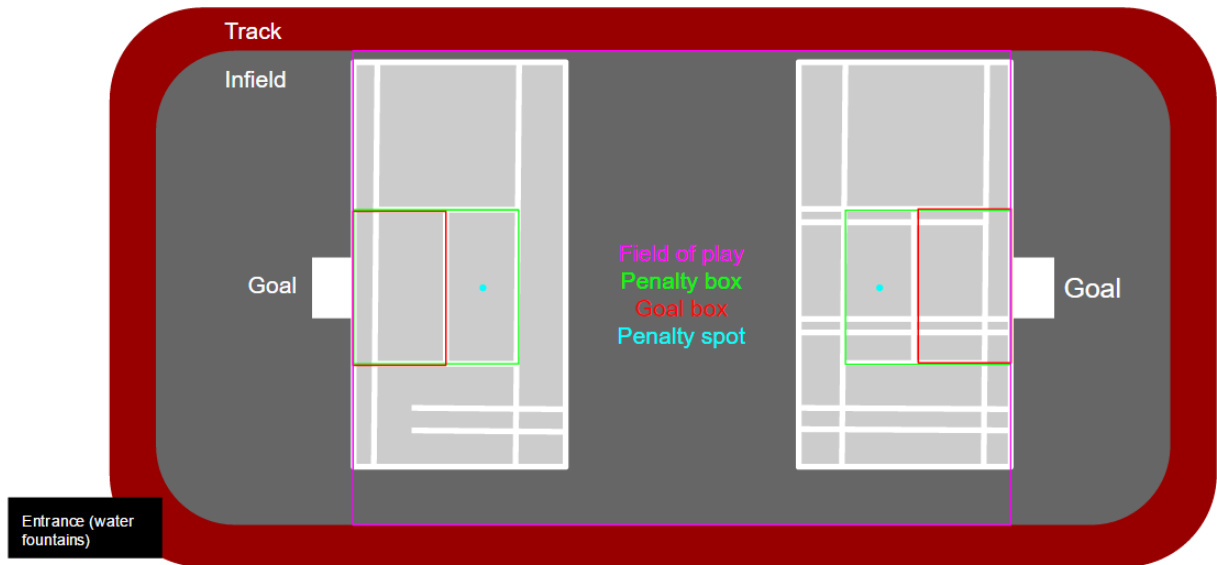 Track
Infield
Field of play
Penalty box
Goal
Goal box
Goal
Penalty spot
Entrance (water
fountains)